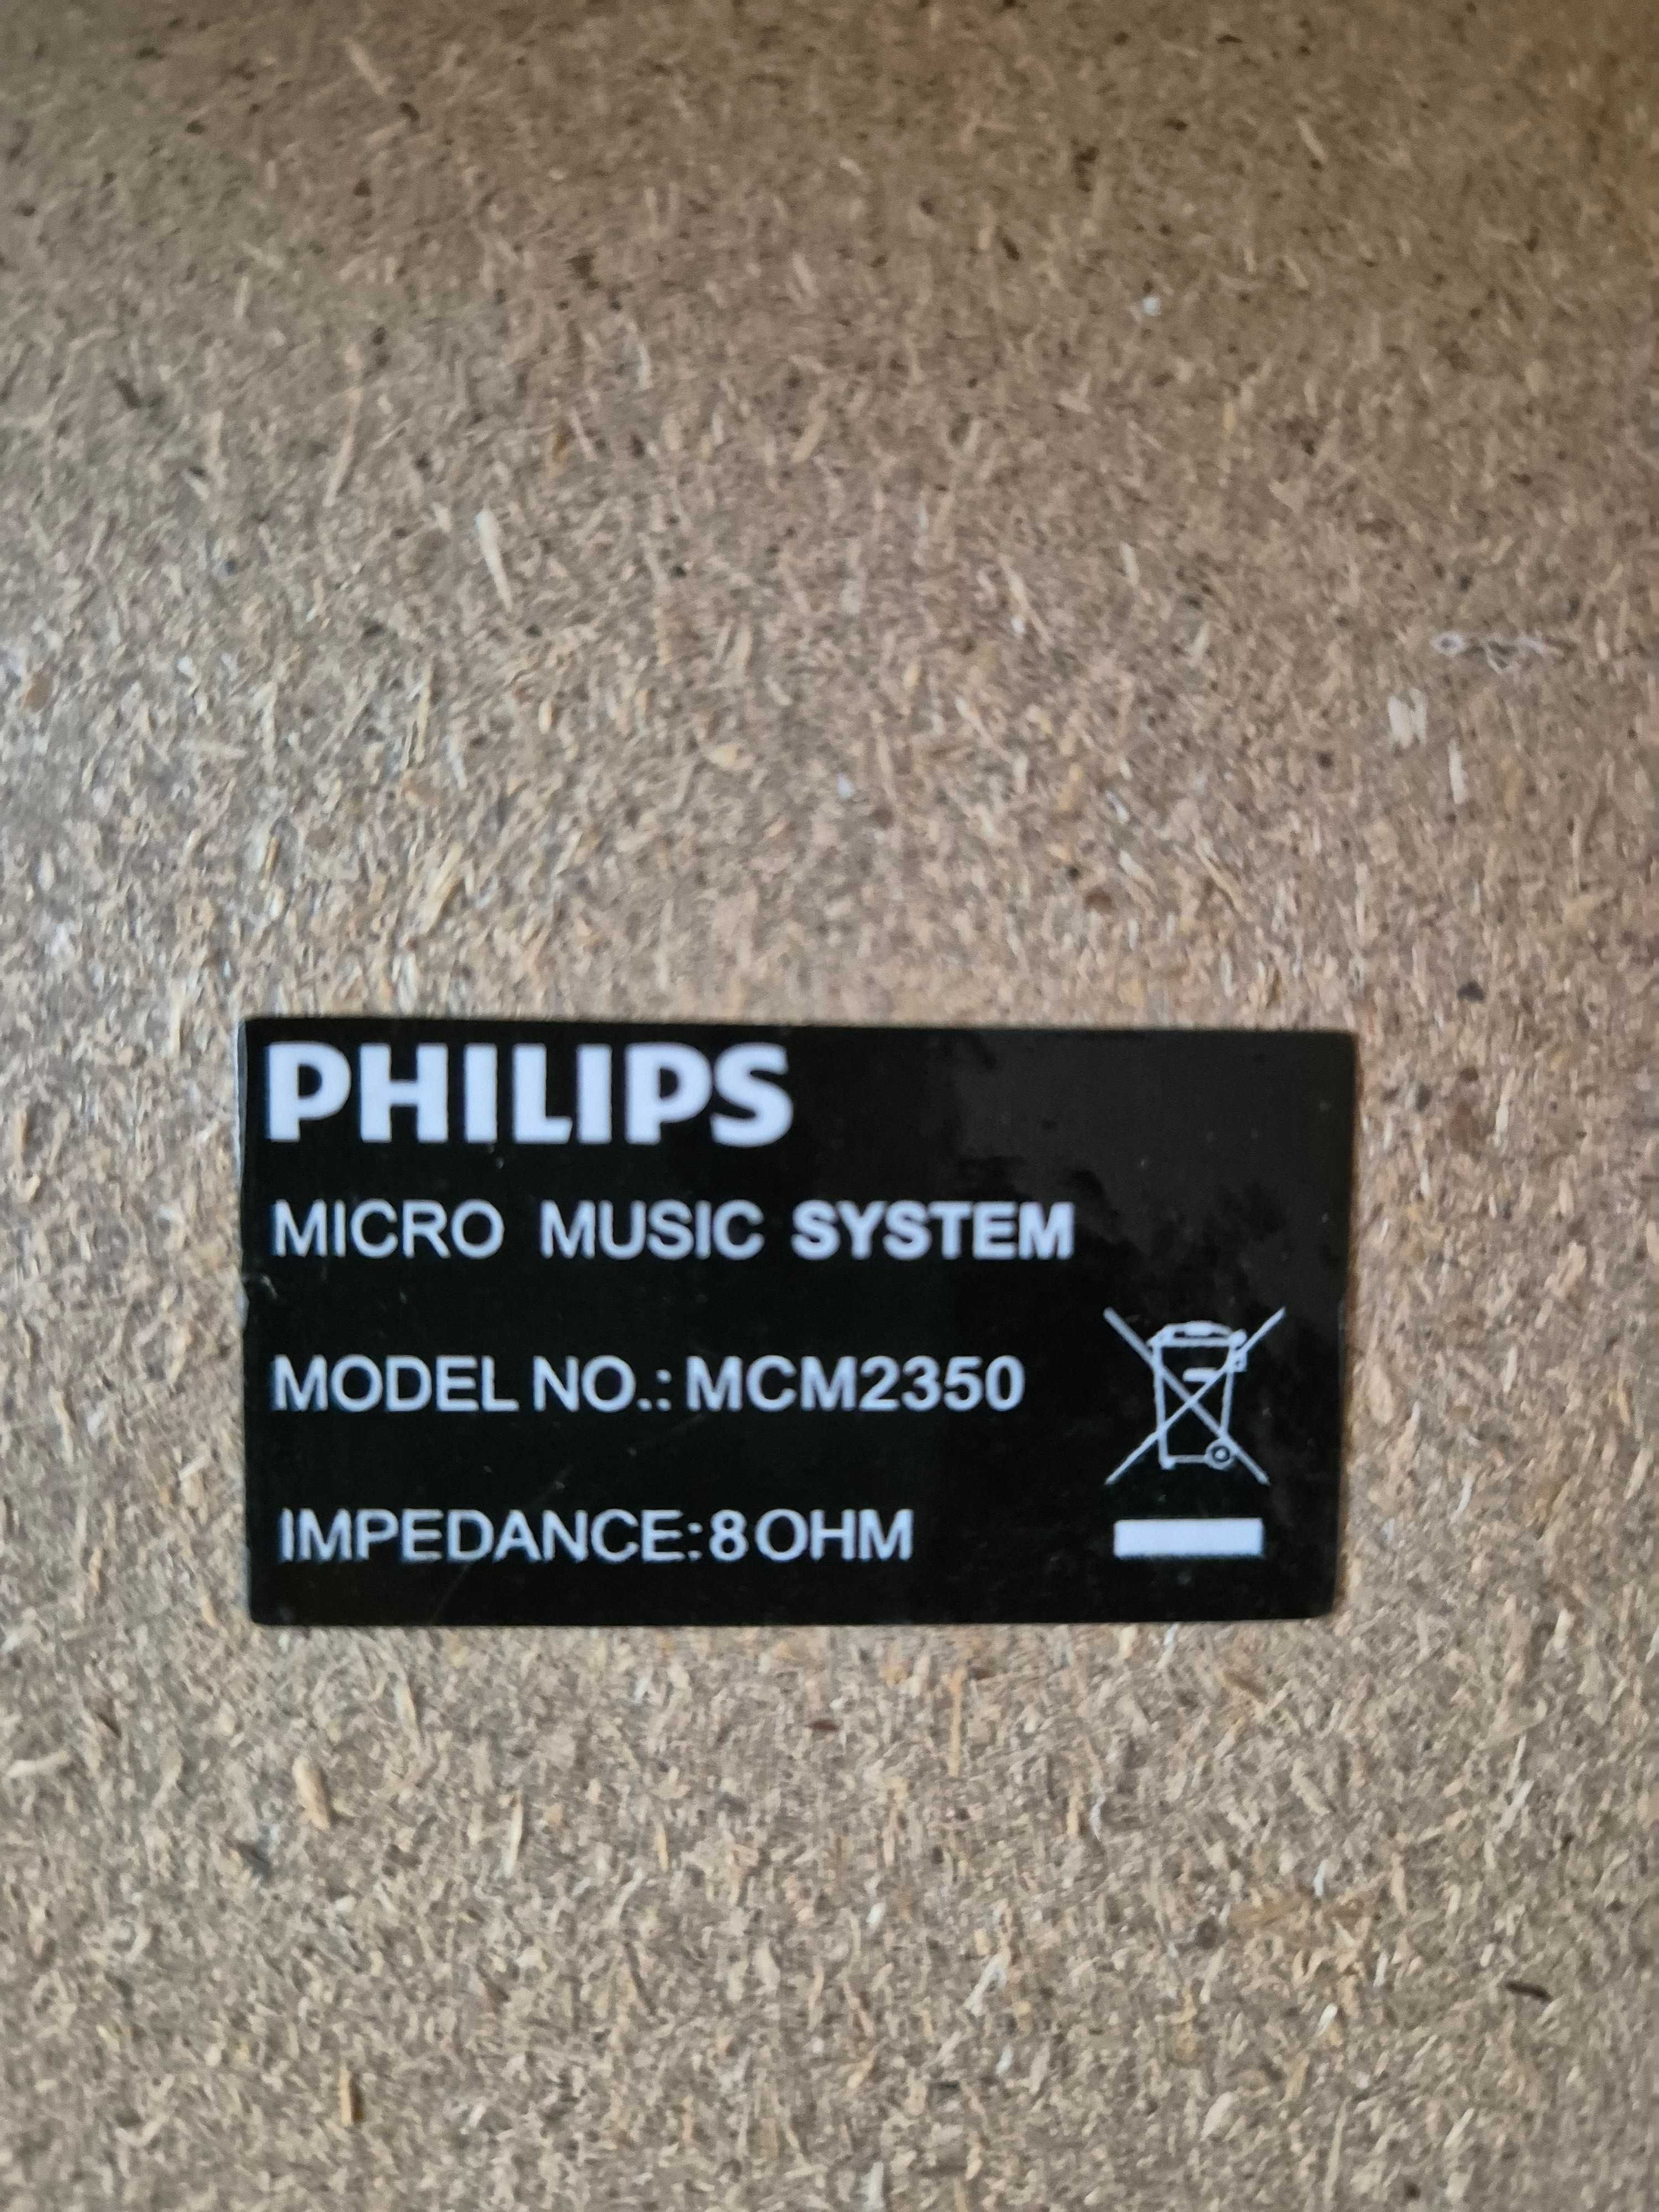 PHILIPS
MICRO MUSIC SYSTEM
MODEL NO.: MCM2350
IMPEDANCE:8OHM